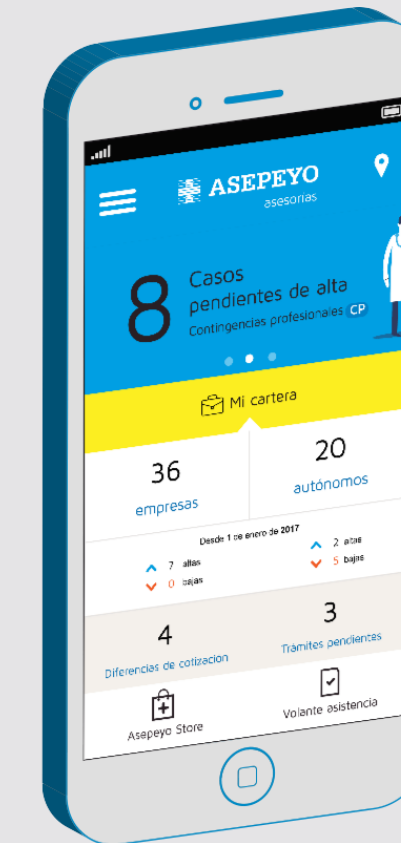 ASEPEYO
asesorías
8
Casos
pendientes de alta
Contingencias profesionales CP
Mi cartera
36
empresas
20
autónomos
Desde 1 de enero de 2017
7 altas
0 bajas
2 altas
5 bajas
4
Diferencias de cotizacion
3
Trámites pendientes
Asepeyo Store
Volante asistencia